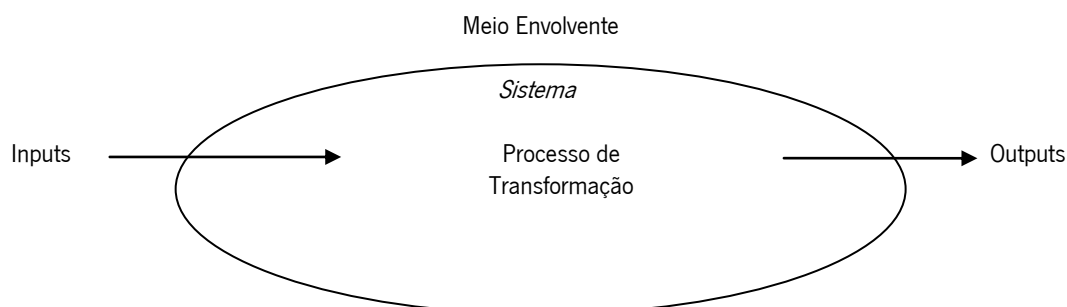 Meio Envolvente
Sistema
Inputs
Processo de
Transformação
Outputs